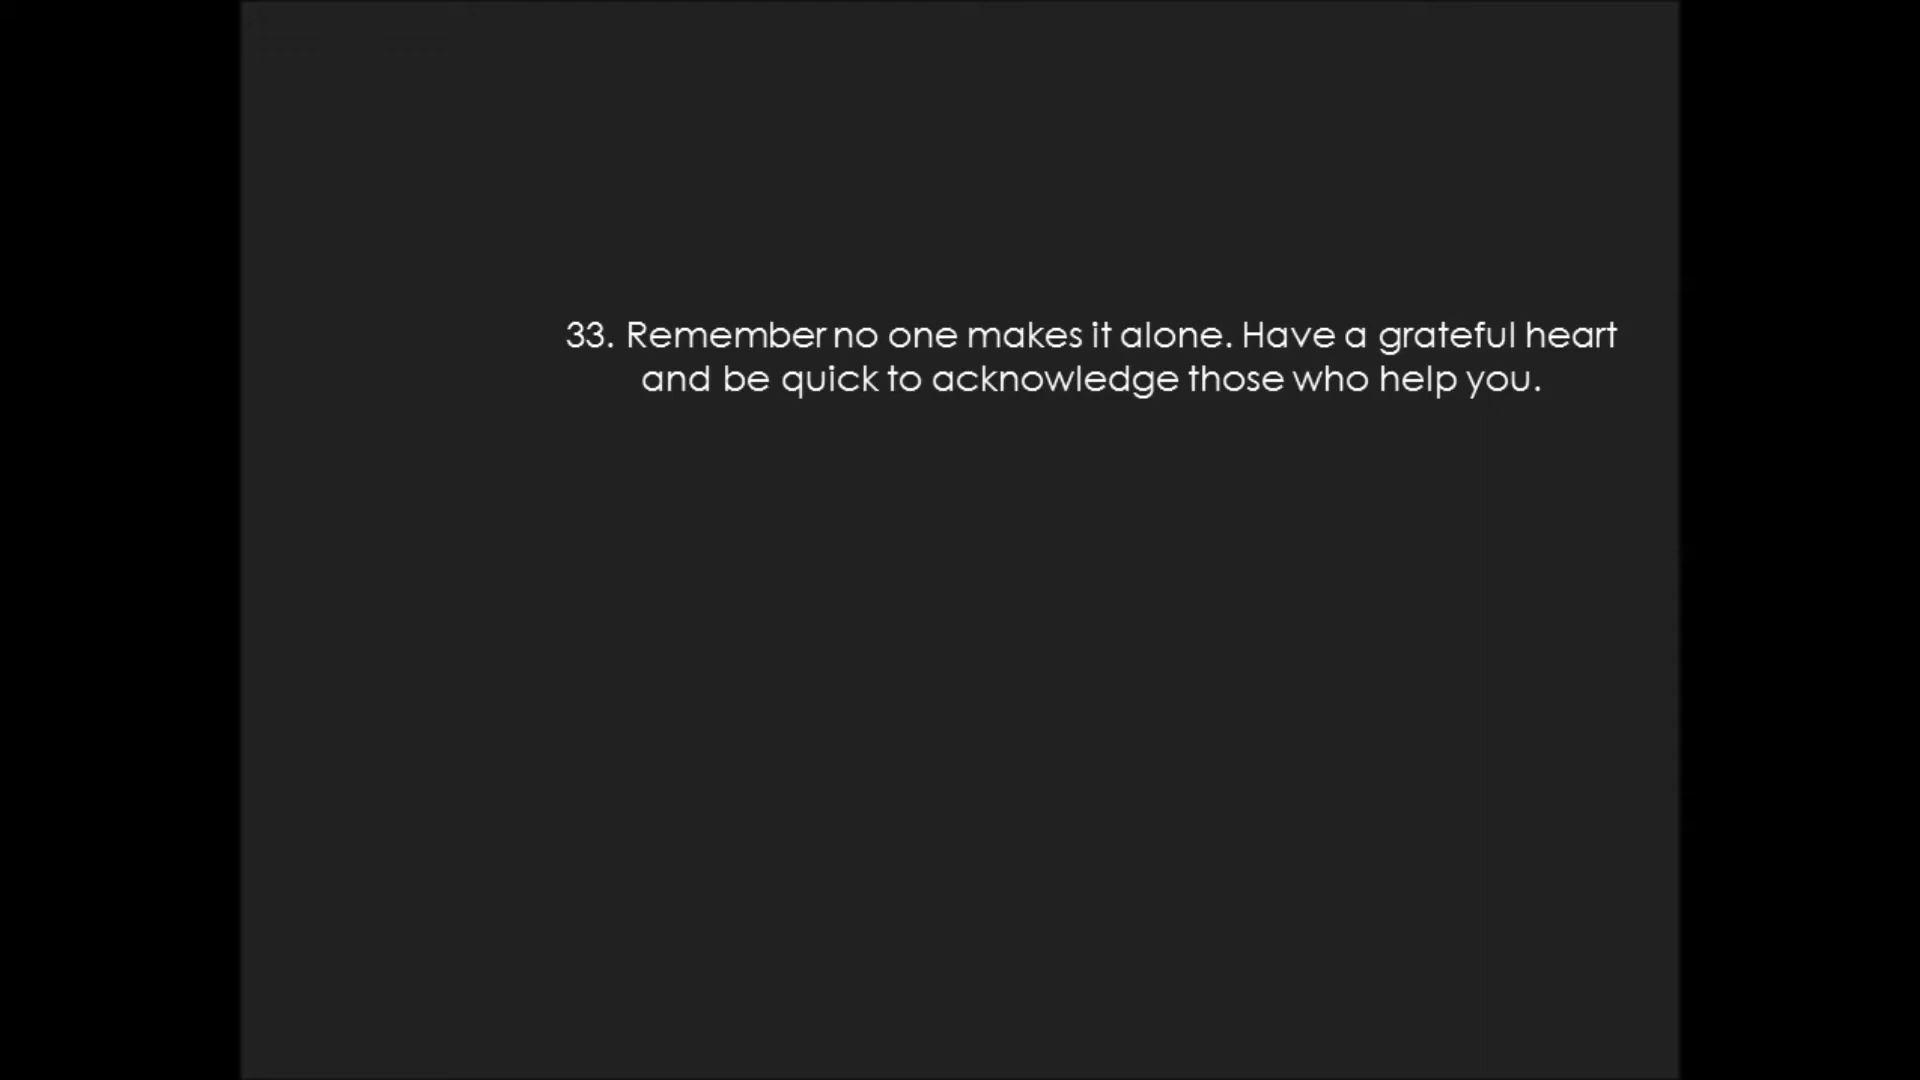 33. Remember no one makes it alone. Have a grateful heart
and be quick to acknowledge those who help you.